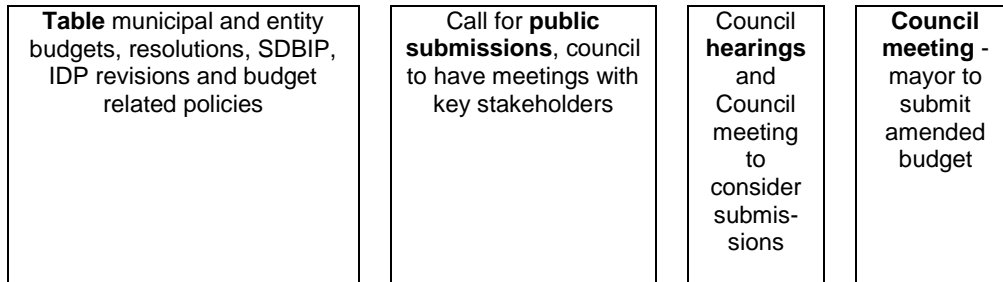 Table municipal and entity
budgets, resolutions, SDBIP,
IDP revisions and budget
related policies
Call for public
submissions, council
to have meetings with
key stakeholders
Council
hearings
and
Council
meeting
to
consider
submis-
sions
Council
meeting -
mayor to
submit
amended
budget